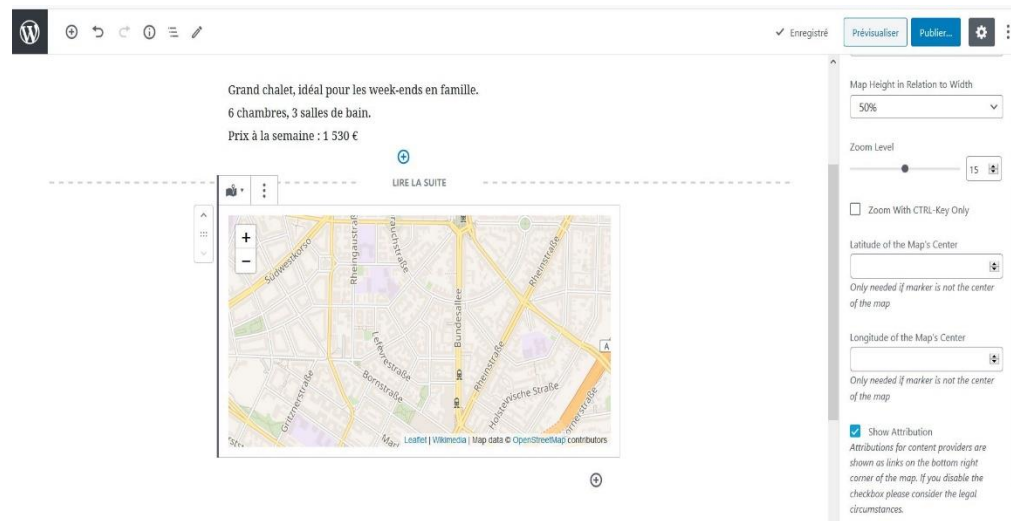 Enregistré
Prévisualiser
Publier...
Grand chalet, idéal pour les week-ends en famille.
6 chambres, 3 salles de bain.
Prix à la semaine : 1 530 €
LIRE LA SUITE
+
−
Südwestkorso
Rheingaustraß
rauchstraße
Bundesallee
Rheinstraße
Lefèvrestraße
Bornstraße
Rheinstraße
Gritznerstraße
Holsteinische Straße
A
Leaflet | Wikimedia | Map data © OpenStreetMap contributors
Map Height in Relation to Width
50%
Zoom Level
15
Zoom With CTRL-Key Only
Latitude of the Map's Center
Only needed if marker is not the center
of the map
Longitude of the Map's Center
Only needed if marker is not the center
of the map
Show Attribution
Attributions for content providers are
shown as links on the bottom right
corner of the map. If you disable the
checkbox please consider the legal
circumstances.